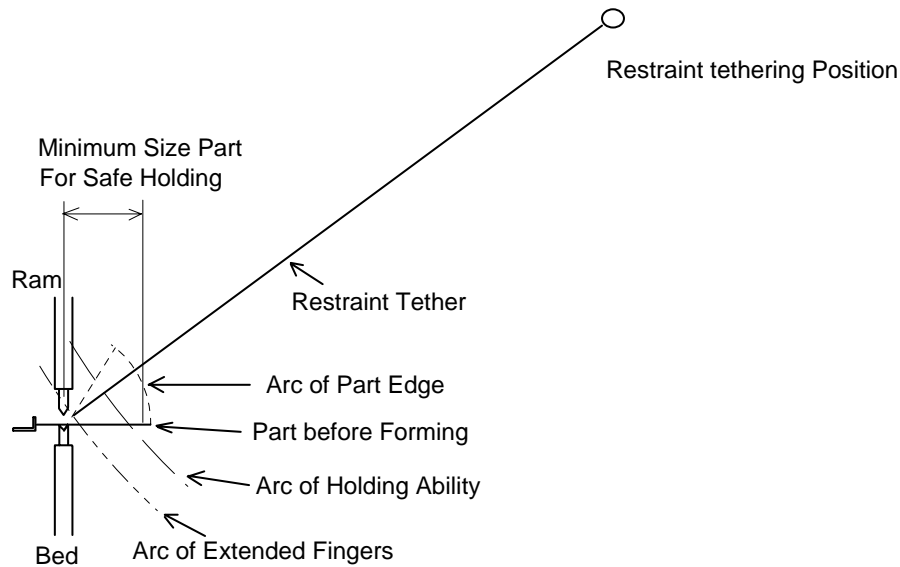 Restraint tethering Position
Minimum Size Part
For Safe Holding
Ram
Restraint Tether
Arc of Part Edge
Part before Forming
Arc of Holding Ability
Arc of Extended Fingers
Bed